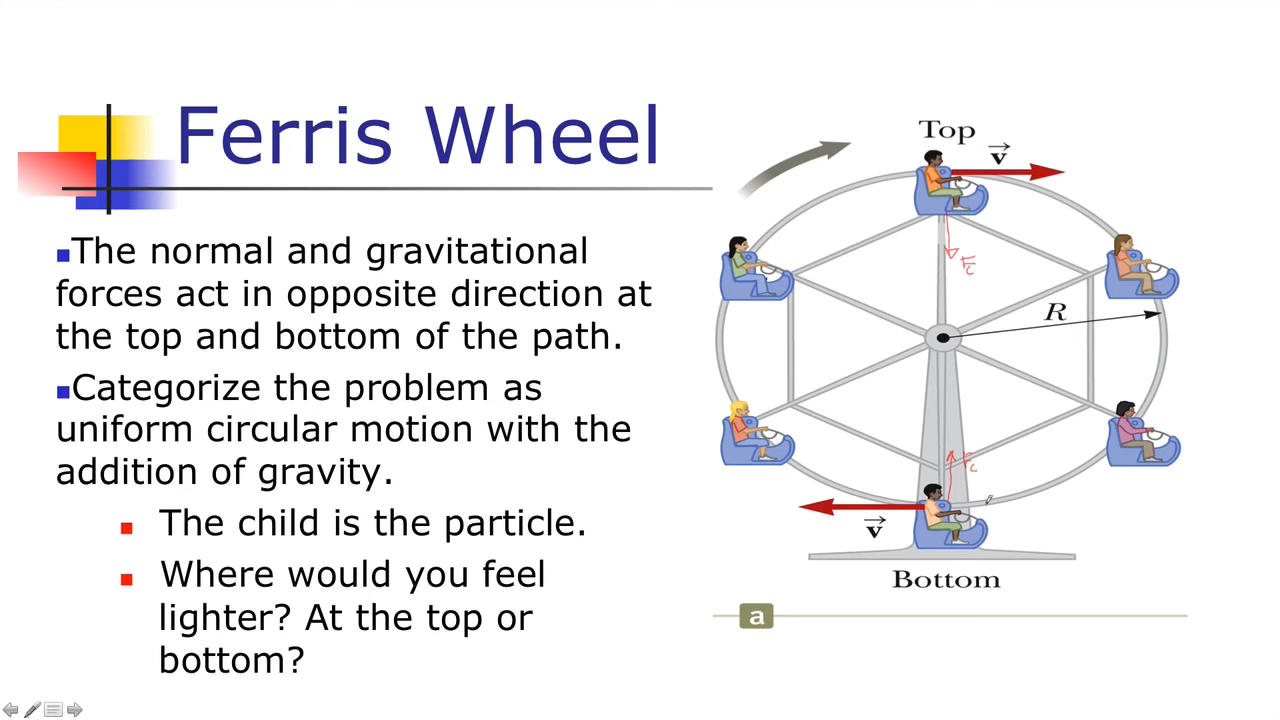 Ferris Wheel
The normal and gravitational
forces act in opposite direction at
the top and bottom of the path.
Categorize the problem as
uniform circular motion with the
addition of gravity.
The child is the particle.
Where would you feel
lighter? At the top or
bottom?
Top
v
Fc
R
Fc
v
Bottom
a